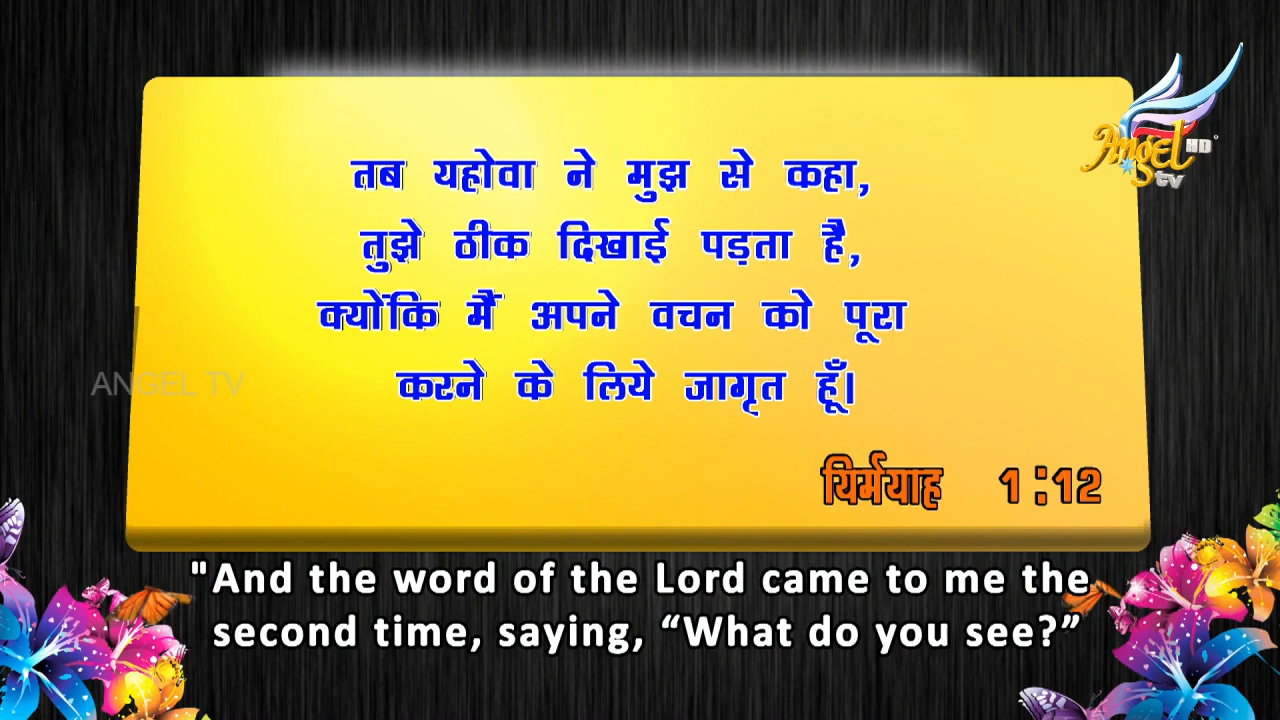 तब यहोवा ने मुझ से कहा,
तुझे ठीक दिखाई पड़ता है,
क्योंकि मैं अपने वचन को पूरा
करने के लिये जागृत हूँ।
यिर्मयाह 1:12
ANGEL TV
Angel HD
tv
"And the word of the Lord came to me the
second time, saying, “What do you see?”